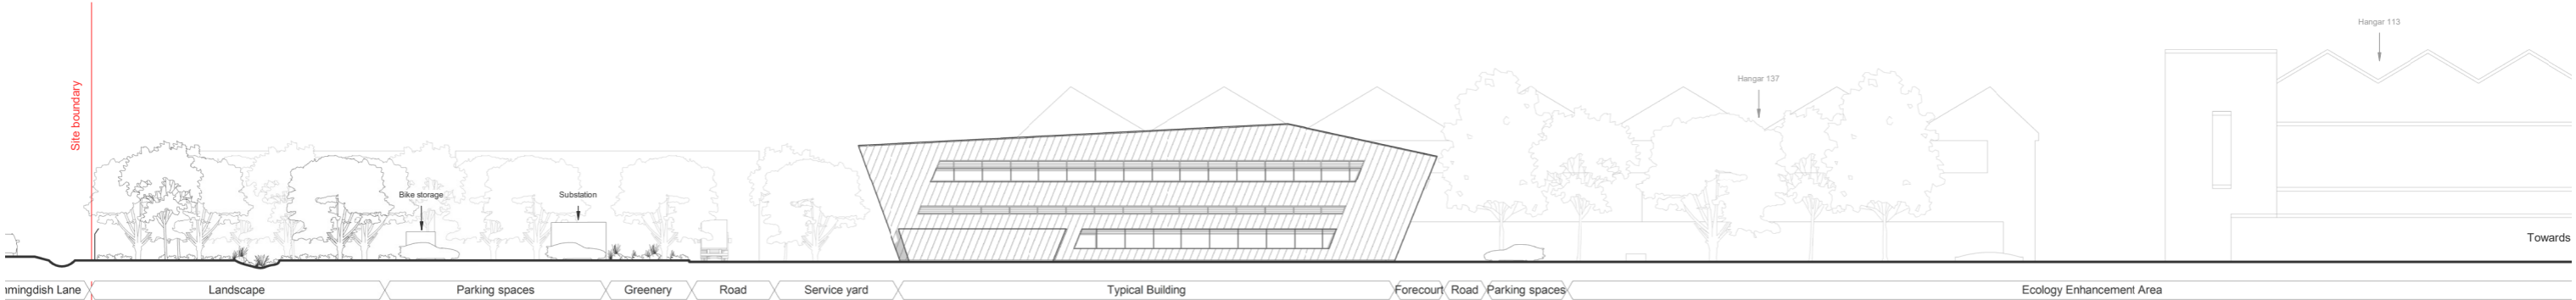 Hangar 113
Hangar 137
Site boundary
Bike storage
Substation
Towards
mmingdish Lane
Landscape
Parking spaces
Greenery
Road
Service yard
Typical Building
Forecourt
Road
Parking spaces
Ecology Enhancement Area